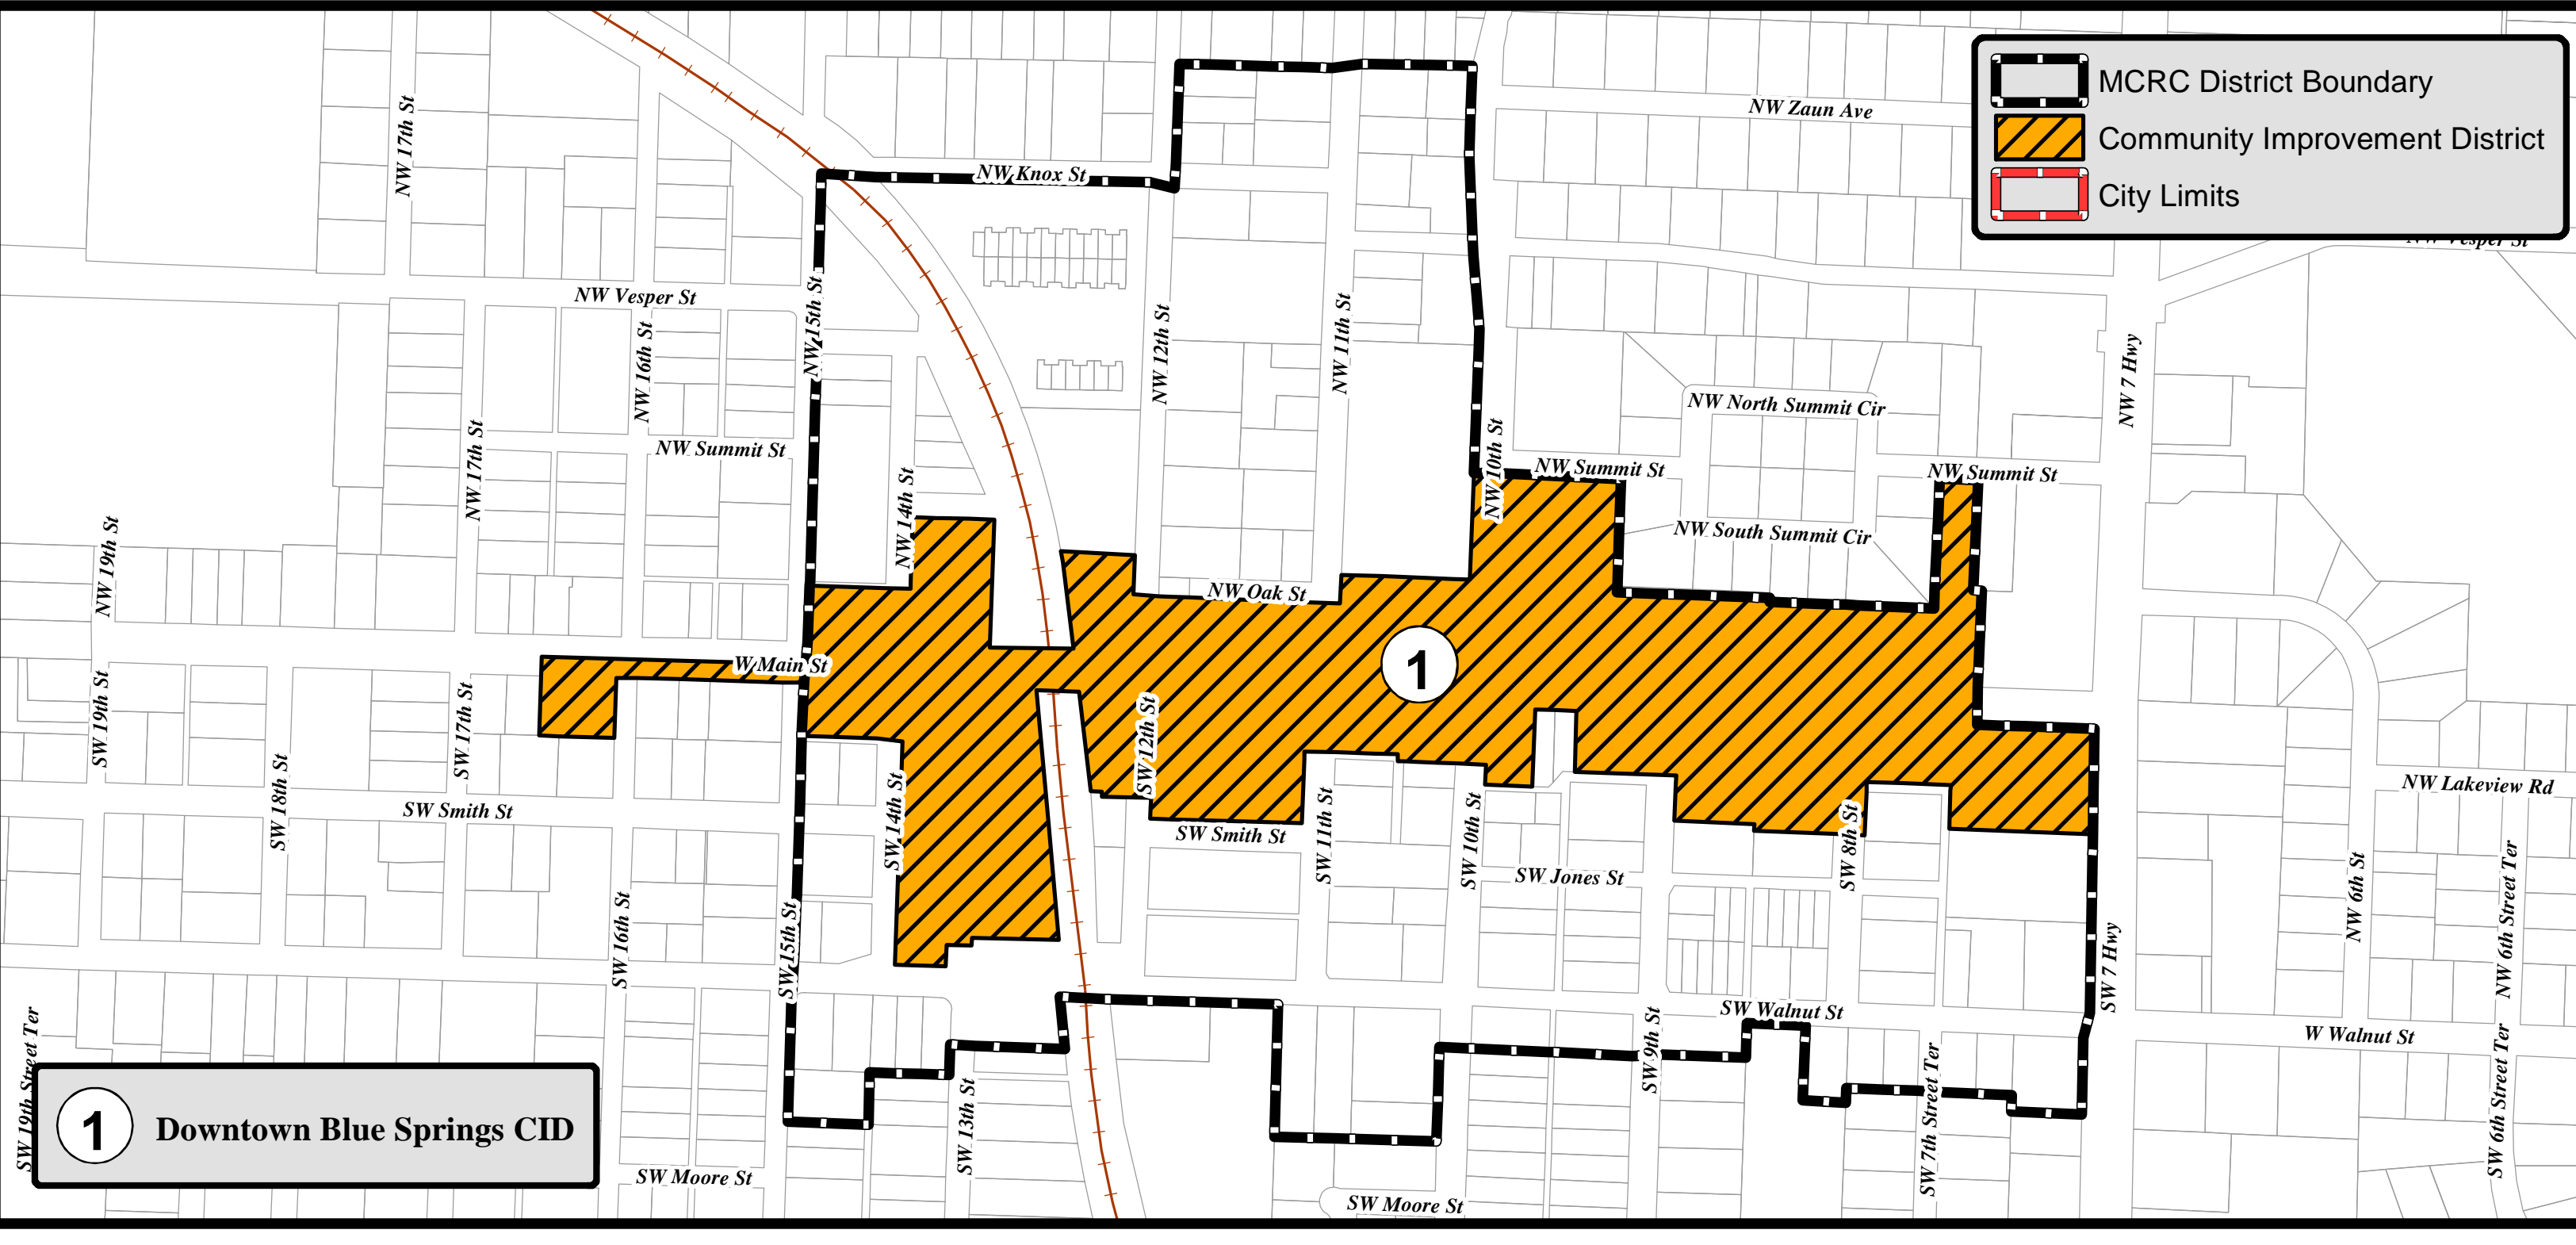 MCRC District Boundary
Community Improvement District
City Limits
NW Zaun Ave
NW 17th St
NW Knox St
NW Vesper St
NW Vesper St
NW 15th St
NW 16th St
NW 12th St
NW 11th St
NW 7 Hwy
NW North Summit Cir
NW 17th St
NW Summit St
NW 10th St
NW Summit St
NW Summit St
NW 14th St
NW 19th St
NW South Summit Cir
NW Oak St
1
W Main St
SW 19th St
SW 17th St
SW 12th St
SW 18th St
SW Smith St
SW 14th St
SW Smith St
SW 11th St
SW 10th St
SW 8th St
NW Lakeview Rd
SW Jones St
NW 6th St
NW 6th Street Ter
SW 16th St
SW 15th St
SW 7 Hwy
SW Walnut St
W Walnut St
SW 19th Street Ter
SW 9th St
SW 7th Street Ter
SW 6th Street Ter
SW 13th St
1 Downtown Blue Springs CID
SW Moore St
SW Moore St